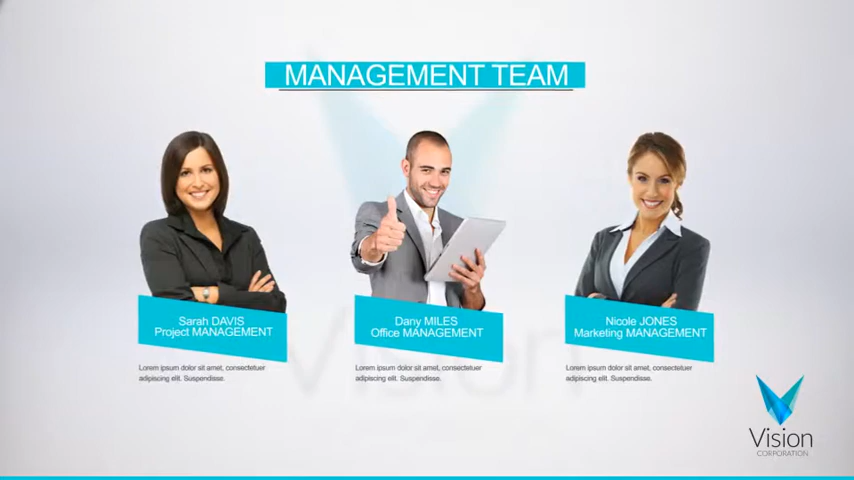 MANAGEMENT TEAM
Sarah DAVIS
Project MANAGEMENT
Lorem ipsum dolor sit amet, consectetuer
adipiscing elit. Suspendisse.
Dany MILES
Office MANAGEMENT
Lorem ipsum dolor sit amet, consectetuer
adipiscing elit. Suspendisse.
Nicole JONES
Marketing MANAGEMENT
Lorem ipsum dolor sit amet, consectetuer
adipiscing elit. Suspendisse.
Vision
CORPORATION